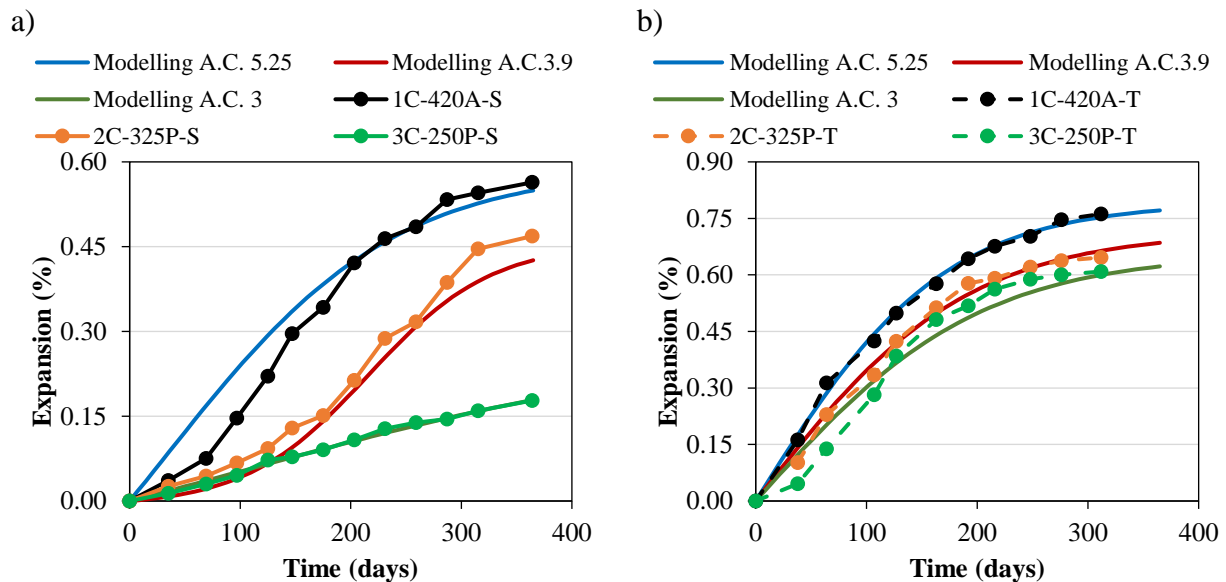 a)
Modelling A.C. 5.25 Modelling A.C.3.9
Modelling A.C. 3 1C-420A-S
2C-325P-S 3C-250P-S
0.60
0.45
0.30
0.15
0.00
Expansion (%)
0 100 200 300 400
Time (days)
b)
Modelling A.C. 5.25 Modelling A.C.3.9
Modelling A.C. 3 1C-420A-T
2C-325P-T 3C-250P-T
0.90
0.75
0.60
0.45
0.30
0.15
0.00
Expansion (%)
0 100 200 300 400
Time (days)